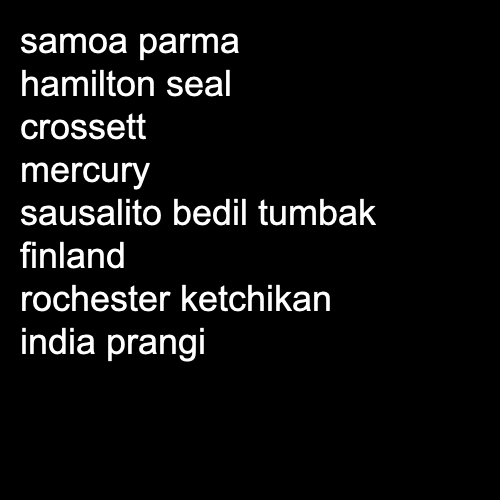 samoa parma
hamilton seal
crossett
mercury
sausalito bedil tumbak
finland
rochester ketchikan
india prangi